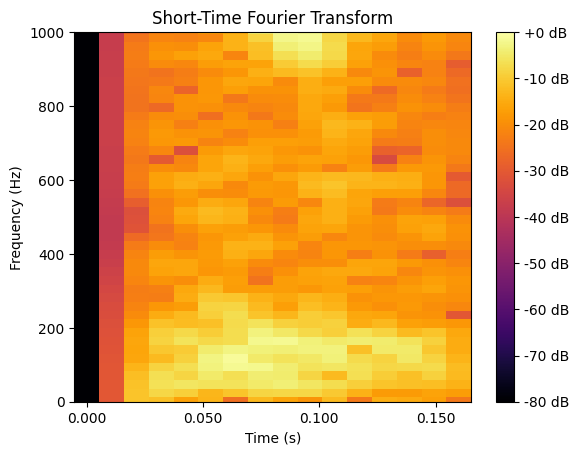 Short-Time Fourier Transform
1000
800
600
400
200
0
Frequency (Hz)
0.000
0.050
0.100
0.150
Time (s)
+0 dB
-10 dB
-20 dB
-30 dB
-40 dB
-50 dB
-60 dB
-70 dB
-80 dB